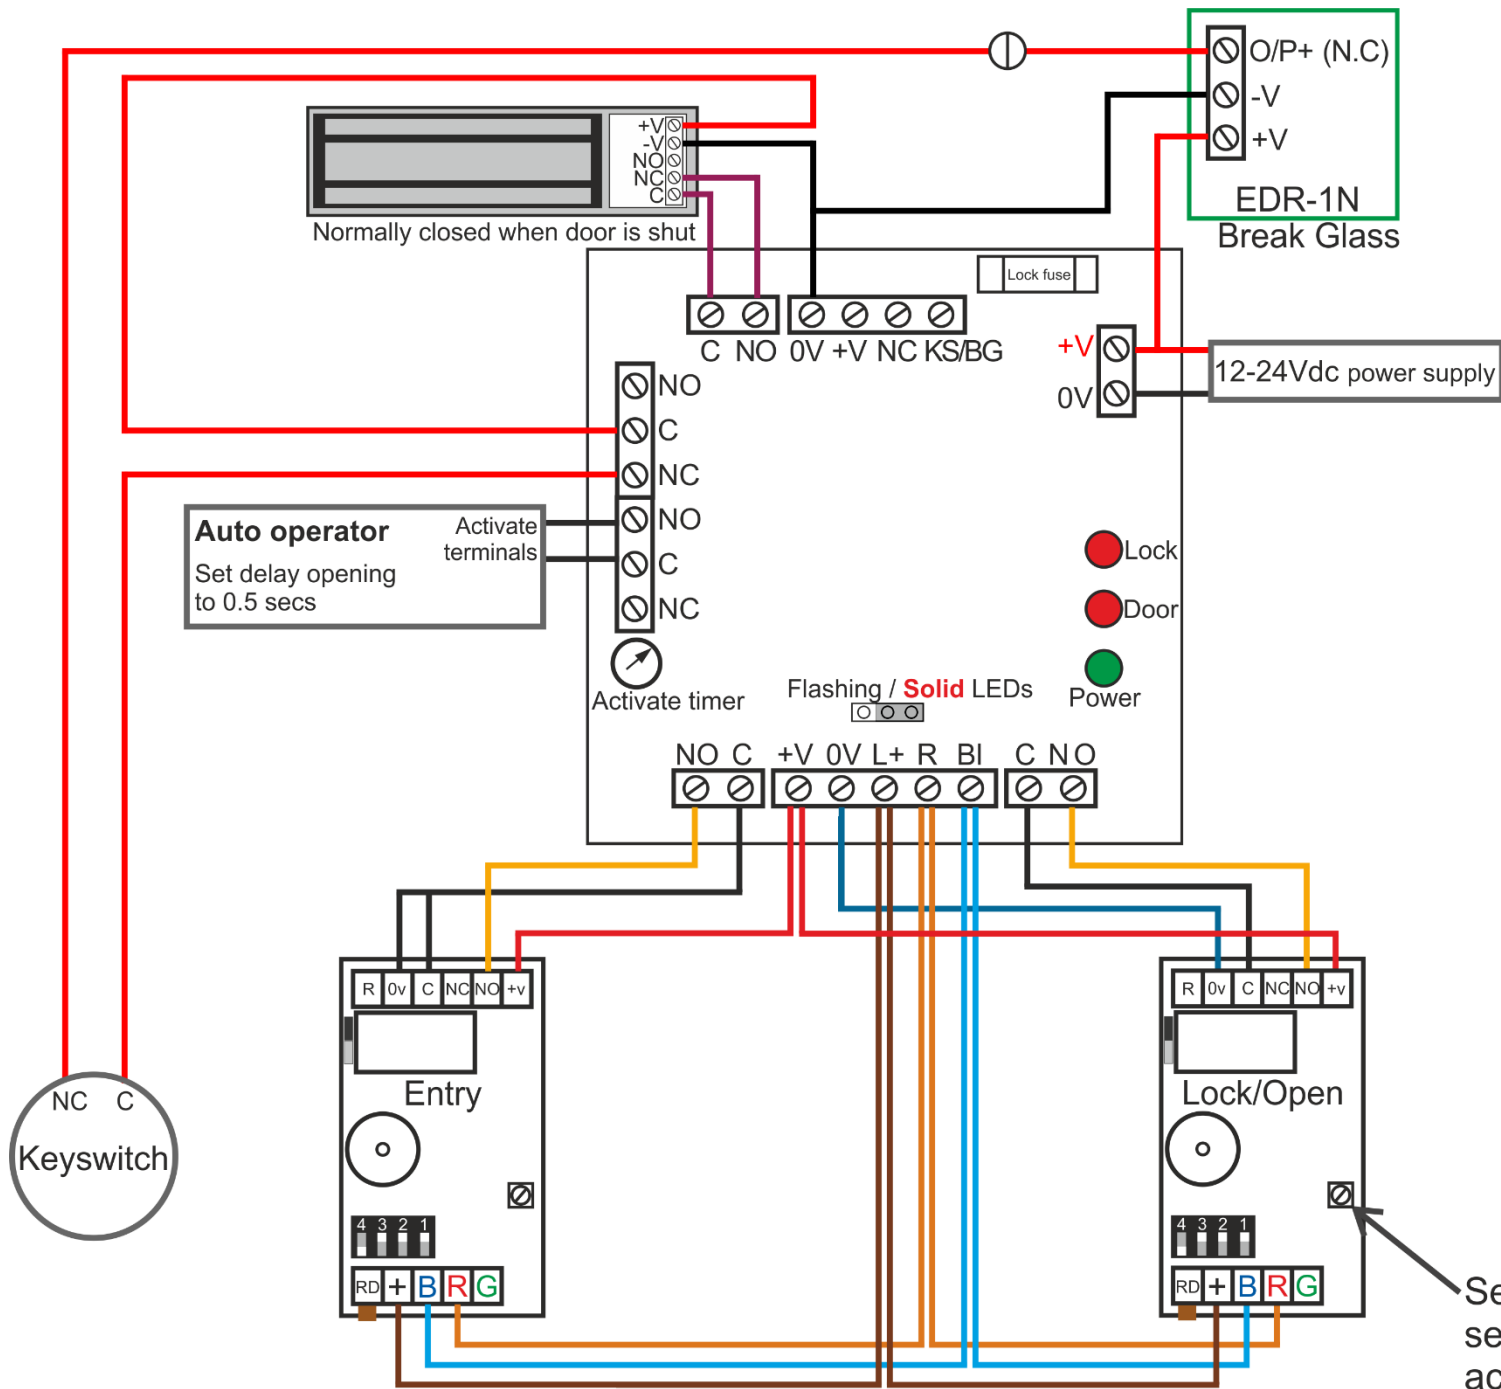 O/P+ (N.C)
-V
+V
EDR-1N
Break Glass
+V
-V
NO
NC
C
Normally closed when door is shut
Lock fuse
C NO 0V +V NC KS/BG
+V
0V
12-24Vdc power supply
NO
C
NC
NO
C
NC
Auto operator
Activate
terminals
Set delay opening
to 0.5 secs
Lock
Door
Power
Activate timer
Flashing / Solid LEDs
NO C +V 0V L+ R Bl C NO
R 0v C NC NO +v
Entry
4 3 2 1
RD + B R G
R 0v C NC NO +v
Lock/Open
4 3 2 1
RD + B R G
NC C
Keyswitch
Se
se
ac